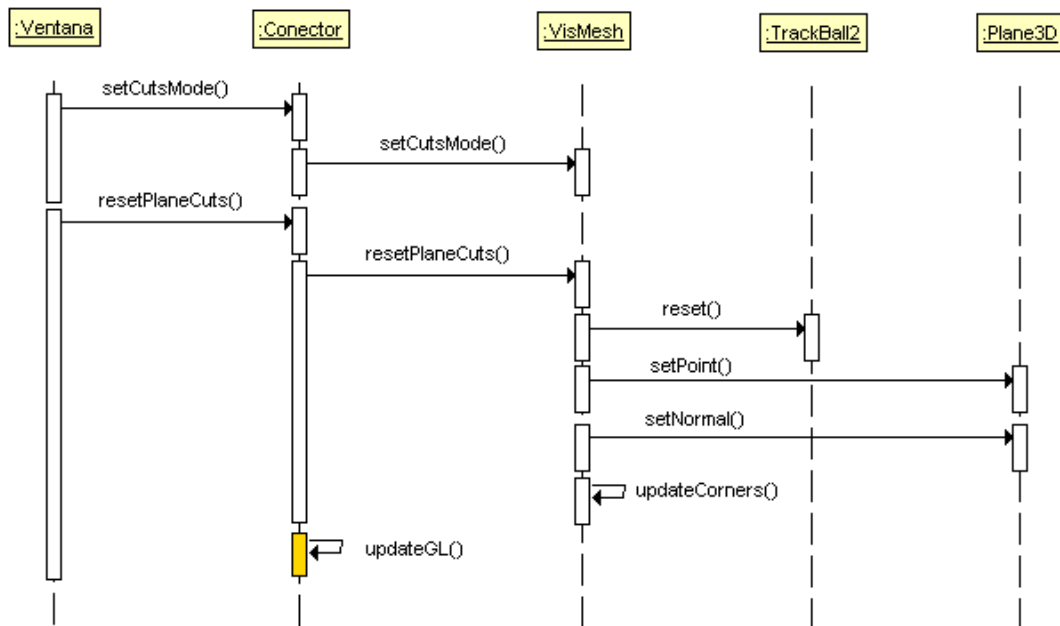 :Ventana
:Conector
:VisMesh
:TrackBall2
:Plane3D
setCutsMode()
setCutsMode()
resetPlaneCuts()
resetPlaneCuts()
reset()
setPoint()
setNormal()
updateCorners()
updateGL()